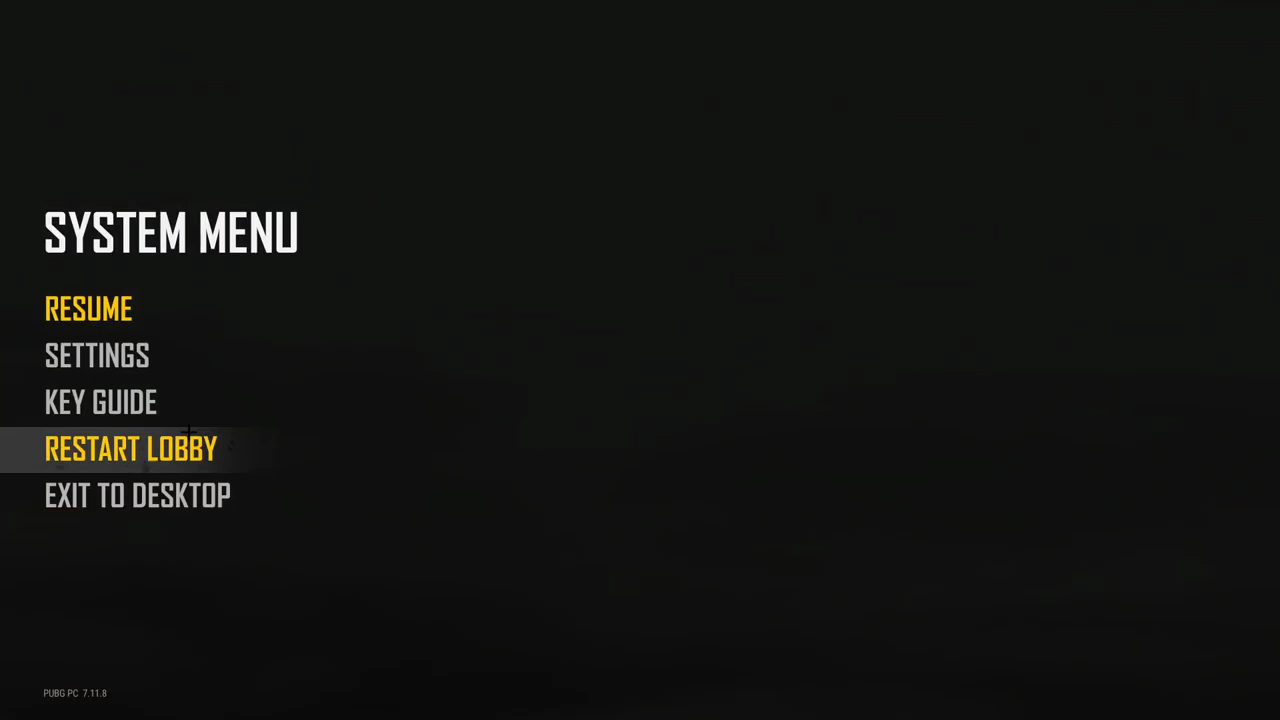 SYSTEM MENU
RESUME
SETTINGS
KEY GUIDE
RESTART LOBBY
EXIT TO DESKTOP
PUBG PC 7.11.8